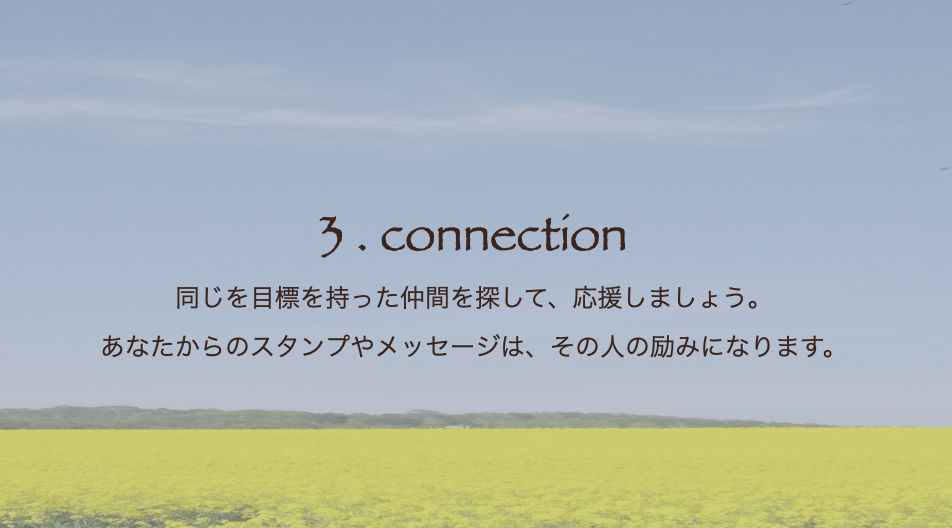 3 . connection
同じを目標を持った仲間を探して、応援しましょう。
あなたからのスタンプやメッセージは、その人の励みになります。